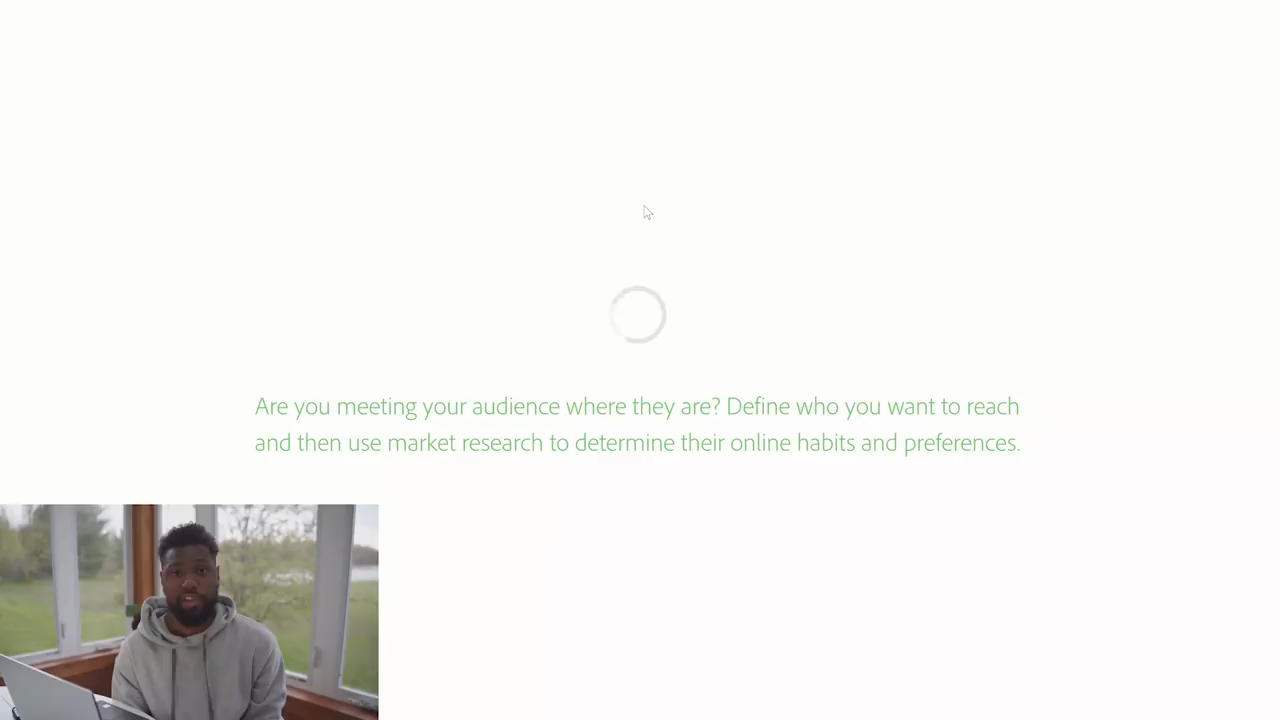 Are you meeting your audience where they are? Define who you want to reach
and then use market research to determine their online habits and preferences.